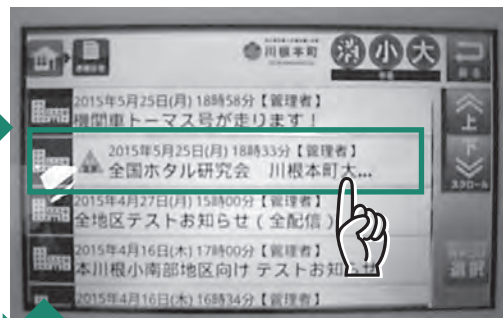 川根本町
消 小 大
2015年5月25日(月) 18時58分【管理者】
機関車トーマス号が走ります!
2015年5月25日(月) 18時33分【管理者】
全国ホタル研究会 川根本町大...
2015年4月27日(月) 15時00分【管理者】
全地区テストお知らせ(全配信)
2015年4月16日(木) 17時00分【管理者】
本川根小南部地区向け テストお知らせ
2015年4月16日(木) 16時34分【管理者】
上
下
スクロール
選択